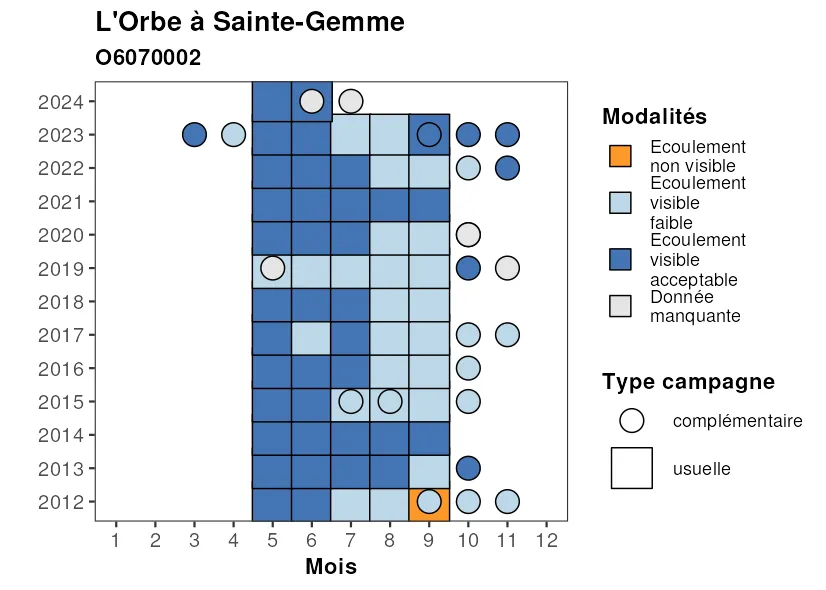 L'Orbe à Sainte-Gemme
O6070002
2024
2023
2022
2021
2020
2019
2018
2017
2016
2015
2014
2013
2012
1 2 3 4 5 6 7 8 9 10 11 12
Mois
Modalités
Ecoulement
non visible
Ecoulement
visible
faible
Ecoulement
visible
acceptable
Donnée
manquante
Type campagne
complémentaire
usuelle